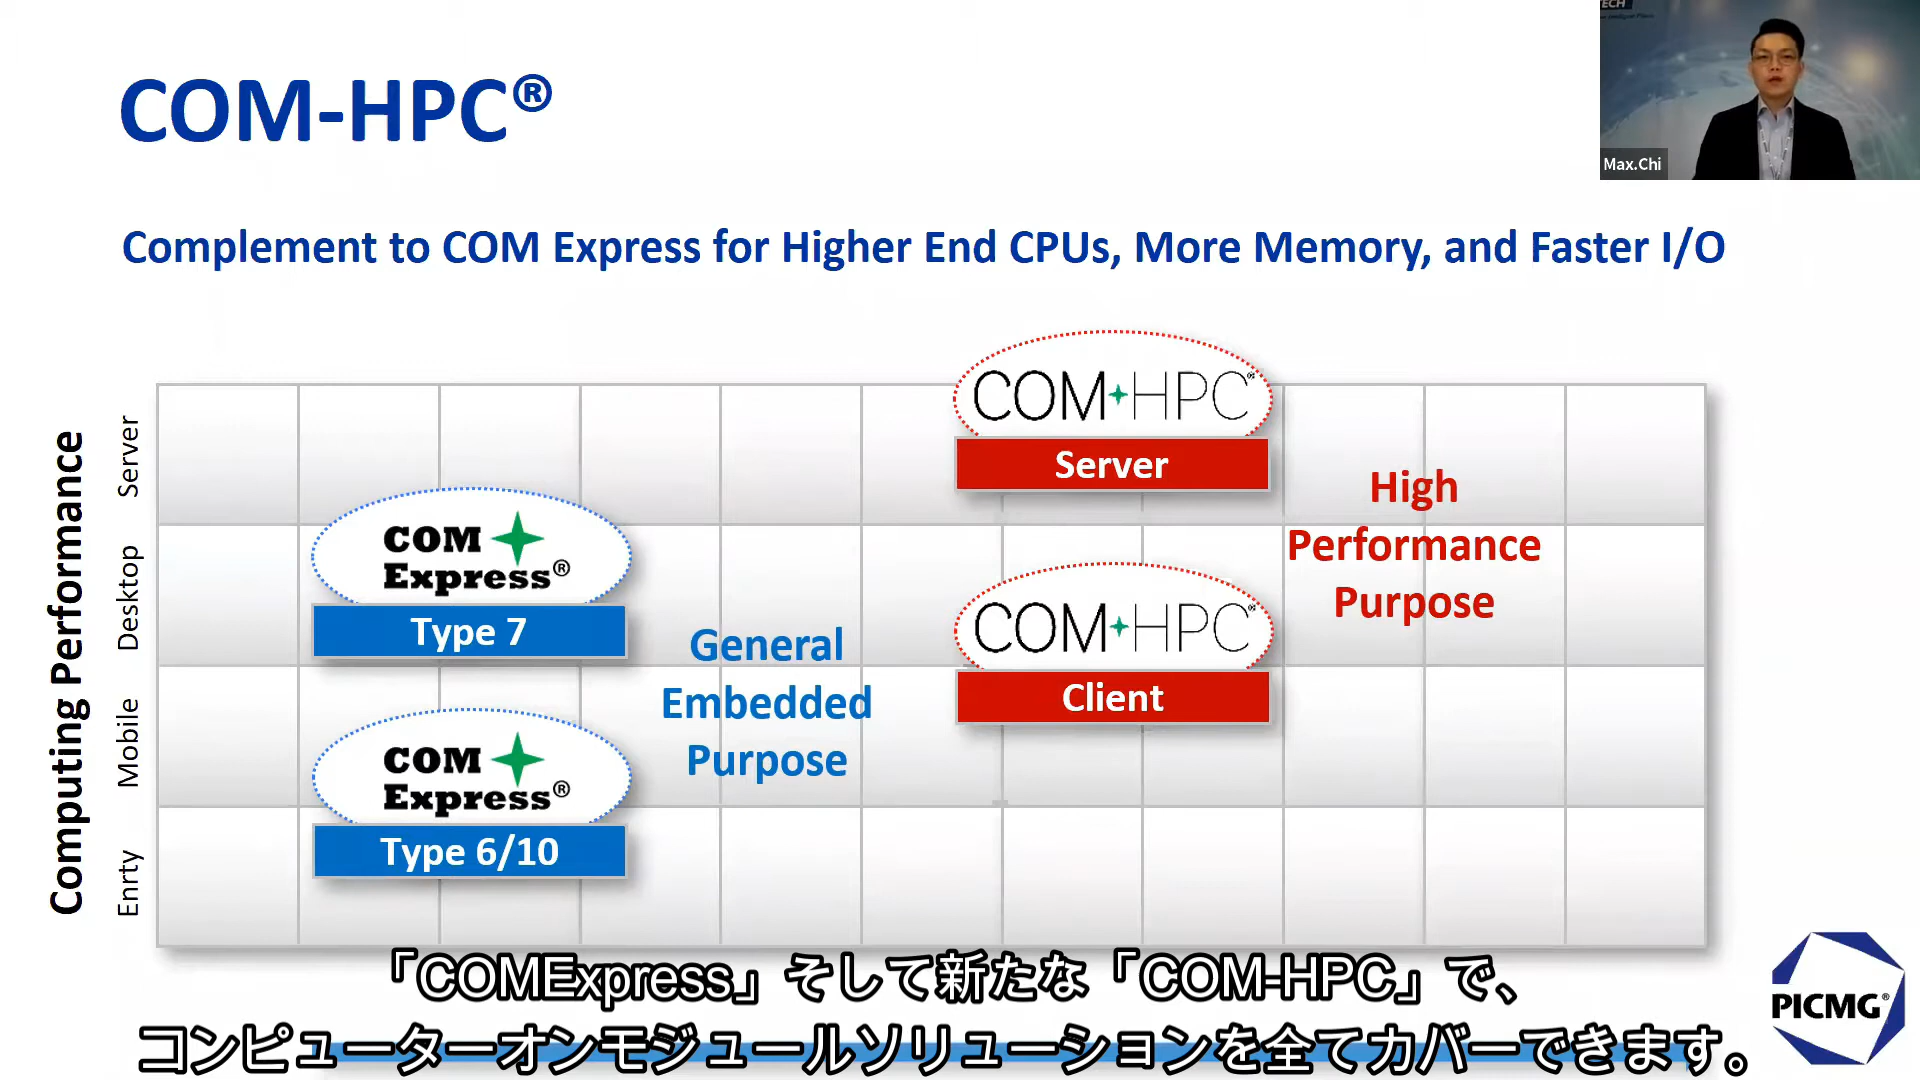 COM-HPC®
ECH
Max.Chi
Complement to COM Express for Higher End CPUs, More Memory, and Faster I/O
Computing Performance
Server
Desktop
Mobile
Enrty
COM HPC®
Server
High
Performance
Purpose
COM
Express®
Type 7
General
Embedded
Purpose
COM HPC®
Client
COM
Express®
Type 6/10
「COMExpress」そして新たな「COM-HPC」で、
コンピューターオンモジュールソリューションを全てカバーできます。
PICMG®